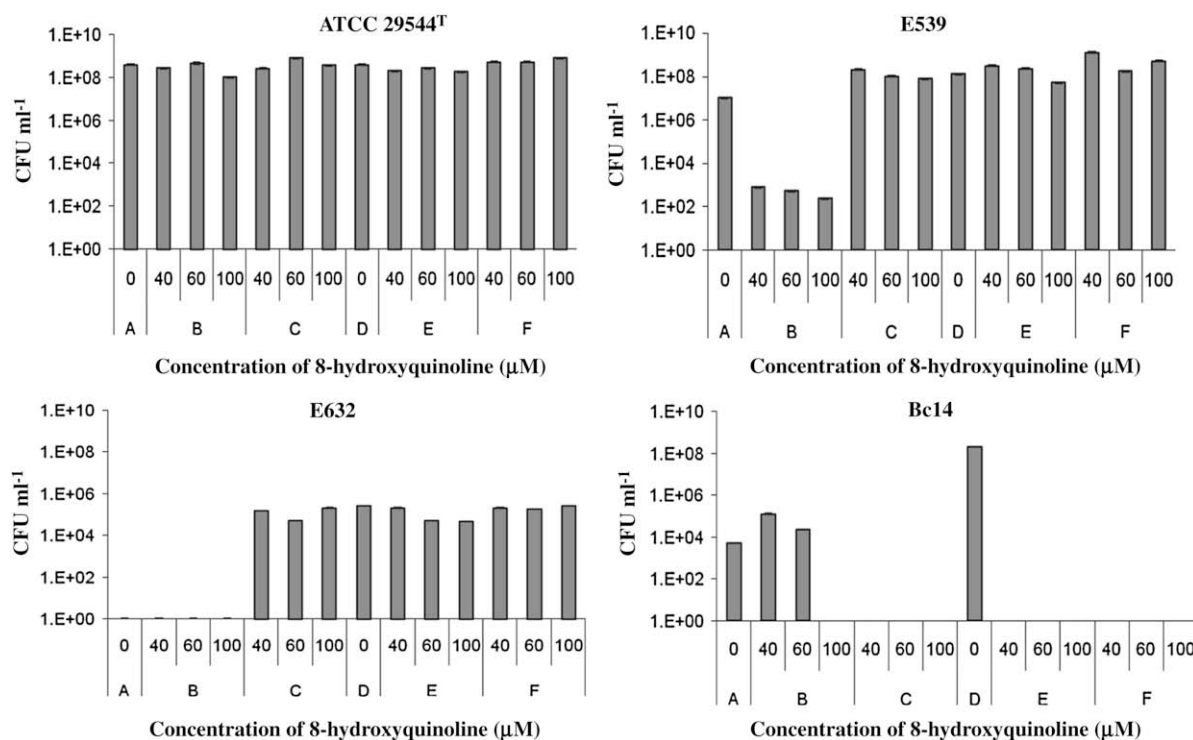 ATCC 29544ᵀ
1.E+10
1.E+08
1.E+06
1.E+04
1.E+02
1.E+00
CFU ml⁻¹
0 40 60 100 40 60 100 0 40 60 100 40 60 100
A B C D E F
Concentration of 8-hydroxyquinoline (µM)
E539
1.E+10
1.E+08
1.E+06
1.E+04
1.E+02
1.E+00
CFU ml⁻¹
0 40 60 100 40 60 100 0 40 60 100 40 60 100
A B C D E F
Concentration of 8-hydroxyquinoline (µM)
E632
1.E+10
1.E+08
1.E+06
1.E+04
1.E+02
1.E+00
CFU ml⁻¹
0 40 60 100 40 60 100 0 40 60 100 40 60 100
A B C D E F
Concentration of 8-hydroxyquinoline (µM)
Bc14
1.E+10
1.E+08
1.E+06
1.E+04
1.E+02
1.E+00
CFU ml⁻¹
0 40 60 100 40 60 100 0 40 60 100 40 60 100
A B C D E F
Concentration of 8-hydroxyquinoline (µM)